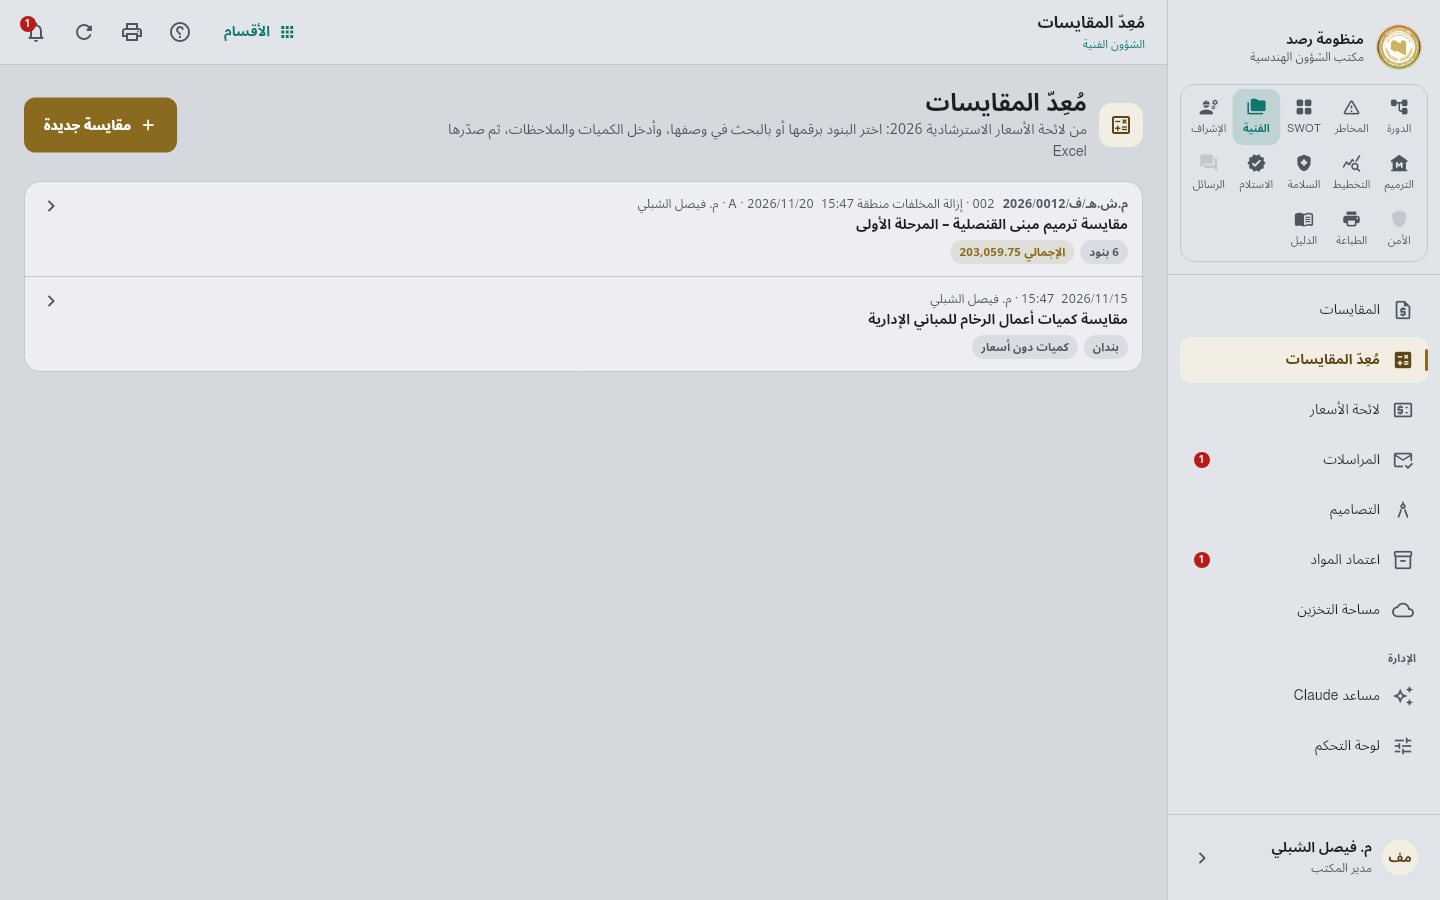 منظومة رصد
مكتب الشؤون الهندسية
الدورة
المخاطر
SWOT
الفنية
الإشراف
الترميم
التخطيط
السلامة
الاستلام
الرسائل
الأمن
الطباعة
الدليل
المقايسات
مُعِدّ المقايسات
لائحة الأسعار
المراسلات
1
التصاميم
اعتماد المواد
1
مساحة التخزين
الإدارة
مساعد Claude
لوحة التحكم
مف
م. فيصل الشبلي
مدير المكتب
مُعِدّ المقايسات
الشؤون الفنية
الأقسام
1
مُعِدّ المقايسات
من لائحة الأسعار الاسترشادية 2026: اختر البنود برقمها أو بالبحث في وصفها، وأدخل الكميات والملاحظات، ثم صدّرها
Excel
مقايسة جديدة
م.ش.هـ/ف/2026/0012 002 · إزالة المخلفات منطقة A · 2026/11/20 15:47 · م. فيصل الشبلي
مقايسة ترميم مبنى القنصلية – المرحلة الأولى
6 بنود
الإجمالي 203,059.75
2026/11/15 15:47 · م. فيصل الشبلي
مقايسة كميات أعمال الرخام للمباني الإدارية
بندان
كميات دون أسعار